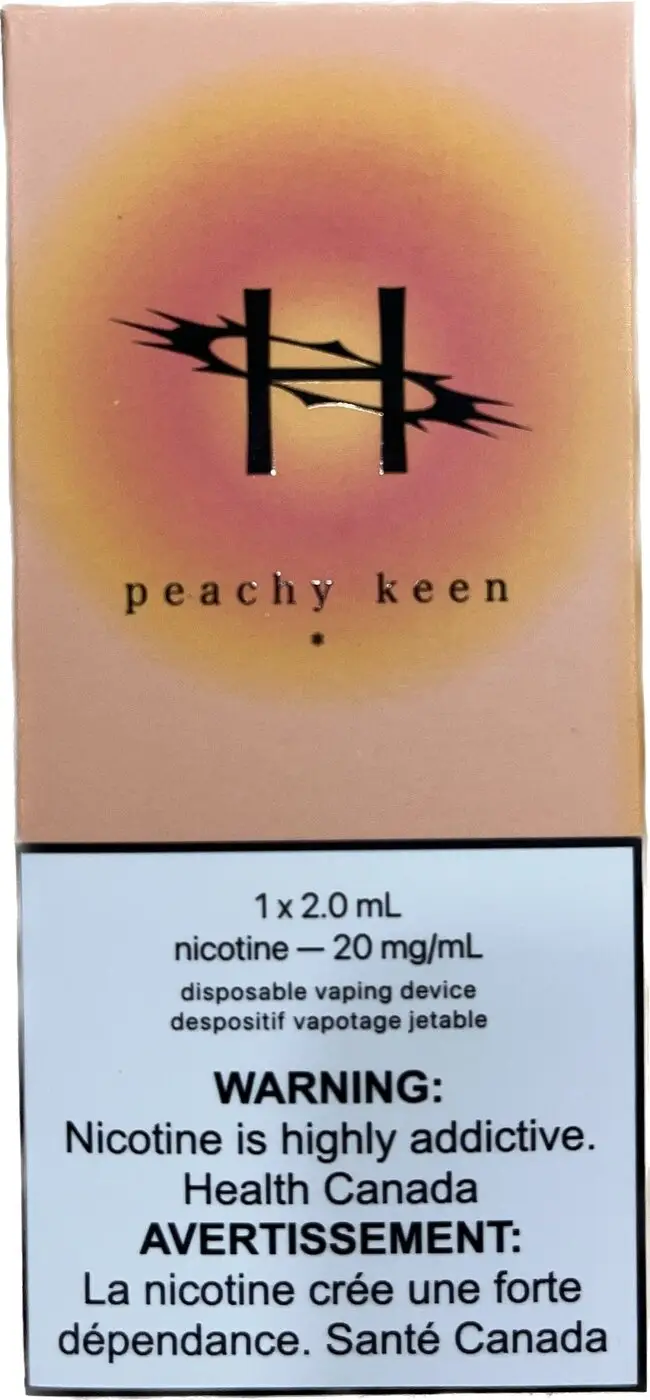 H
peachy keen
*
1 x 2.0 mL
nicotine — 20 mg/mL
disposable vaping device
despositif vapotage jetable
WARNING:
Nicotine is highly addictive.
Health Canada
AVERTISSEMENT:
La nicotine crée une forte
dépendance. Santé Canada